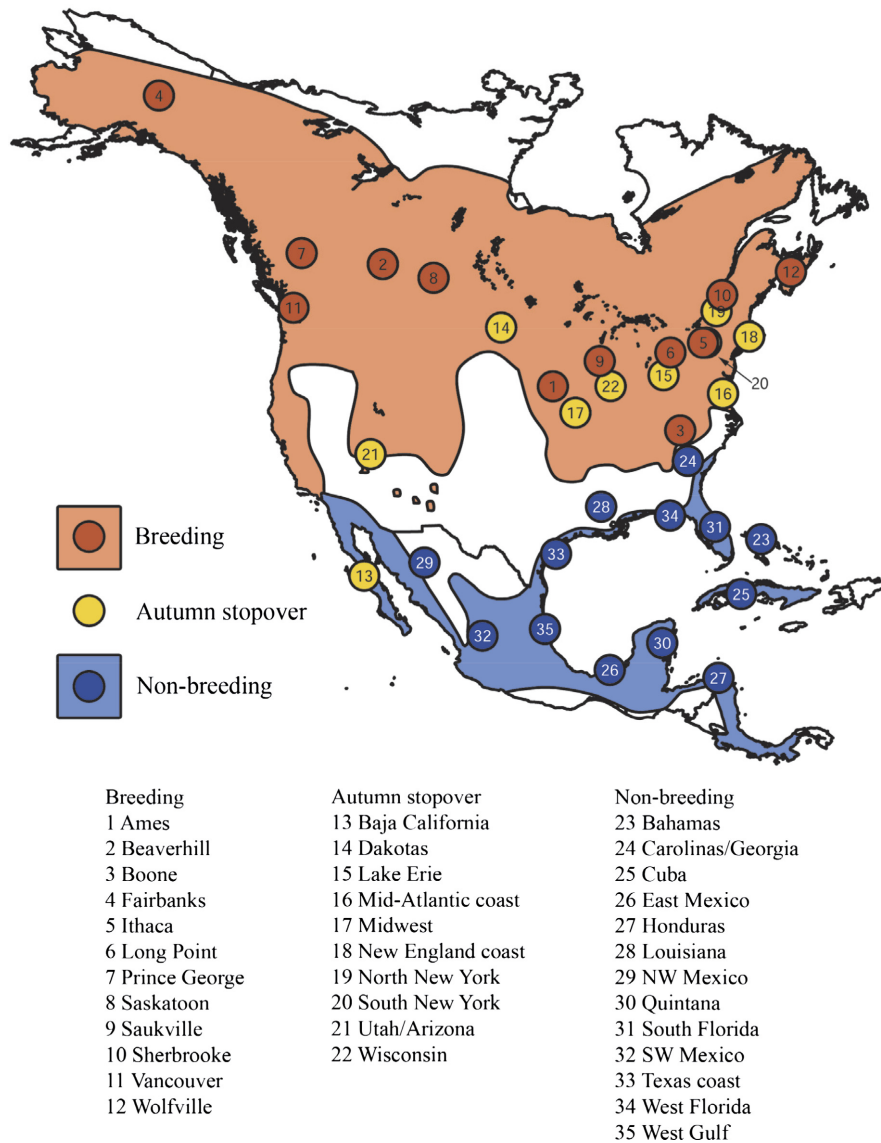 4
7
2
8
12
11
10
19
14
18
5
6
9
20
15
1
22
16
17
3
21
24
28
34
31
23
33
29
13
25
35
32
30
26
27
Breeding
Autumn stopover
Non-breeding
Breeding
1 Ames
2 Beaverhill
3 Boone
4 Fairbanks
5 Ithaca
6 Long Point
7 Prince George
8 Saskatoon
9 Saukville
10 Sherbrooke
11 Vancouver
12 Wolfville
Autumn stopover
13 Baja California
14 Dakotas
15 Lake Erie
16 Mid-Atlantic coast
17 Midwest
18 New England coast
19 North New York
20 South New York
21 Utah/Arizona
22 Wisconsin
Non-breeding
23 Bahamas
24 Carolinas/Georgia
25 Cuba
26 East Mexico
27 Honduras
28 Louisiana
29 NW Mexico
30 Quintana
31 South Florida
32 SW Mexico
33 Texas coast
34 West Florida
35 West Gulf